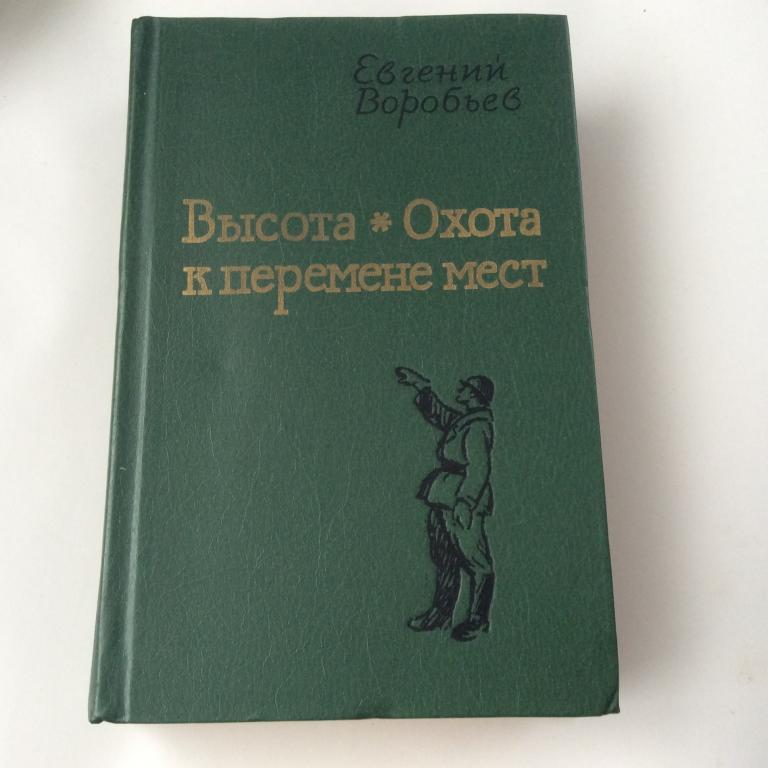 Евгений
Воробьев
Высота * Охота
к перемене мест